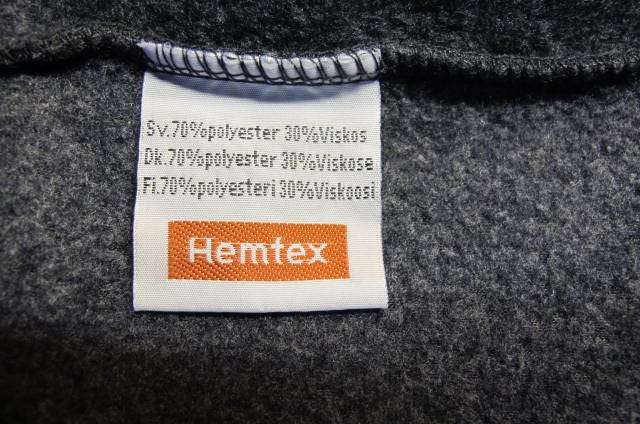 Sv.70%polyester 30%Viskos
Dk.70%polyester 30%Viskose
Fi.70%polyesteri 30%Viskoosi
Hemtex